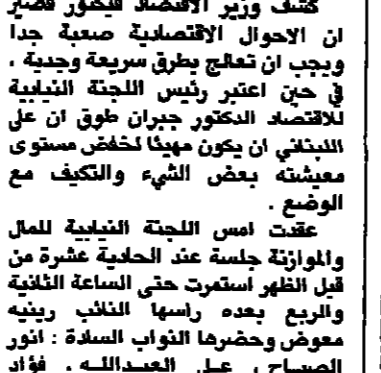 كشف وزير الاقتصاد فيكتور قصير
ان الاحوال الاقتصادية صعبة جدا
ويجب ان تعالج بطرق سريعة وجدية ،
في حين اعتبر رئيس اللجنة النيابية
للاقتصاد الدكتور جبران طوق ان على
اللبناني ان يكون مهيئا لخفض مستوى
معيشته بعض الشيء والتكيف مع
الوضع .
عقدت امس اللجنة النيابية للمال
والموازنة جلسة عند الحادية عشرة من
قبل الظهر استمرت حتى الساعة الثانية
والربع بعده راسها النائب رينيه
معوض وحضرها النواب السادة : انور
الصباح ، علي العبدالله ، فؤاد